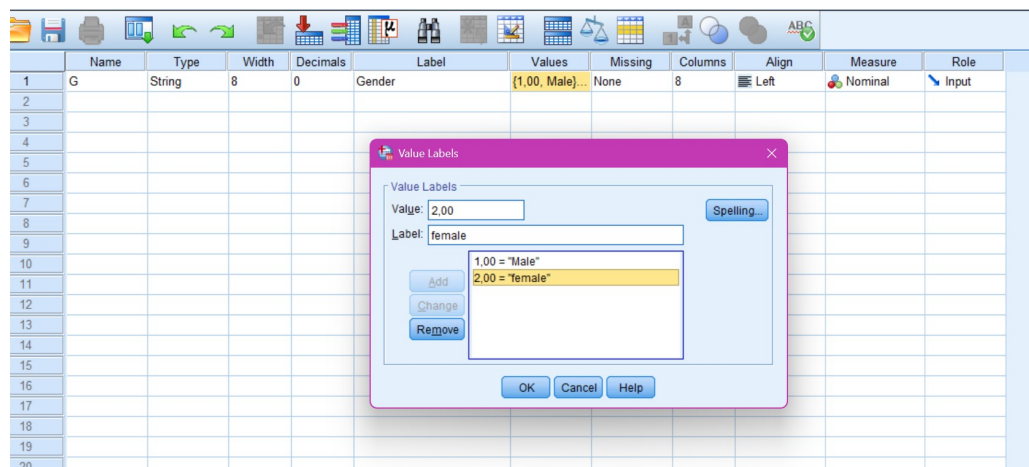 ABC
Name Type Width Decimals Label Values Missing Columns Align Measure Role
1 G String 8 0 Gender {1,00, Male}... None 8 Left Nominal Input
2
3
4
Value Labels
5
6
Value Labels
7
Value: 2,00 Spelling...
8
Label: female
9
10
1,00 = "Male"
11
Add 2,00 = "female"
12
Change
13
Remove
14
15
16
OK Cancel Help
17
18
19
20